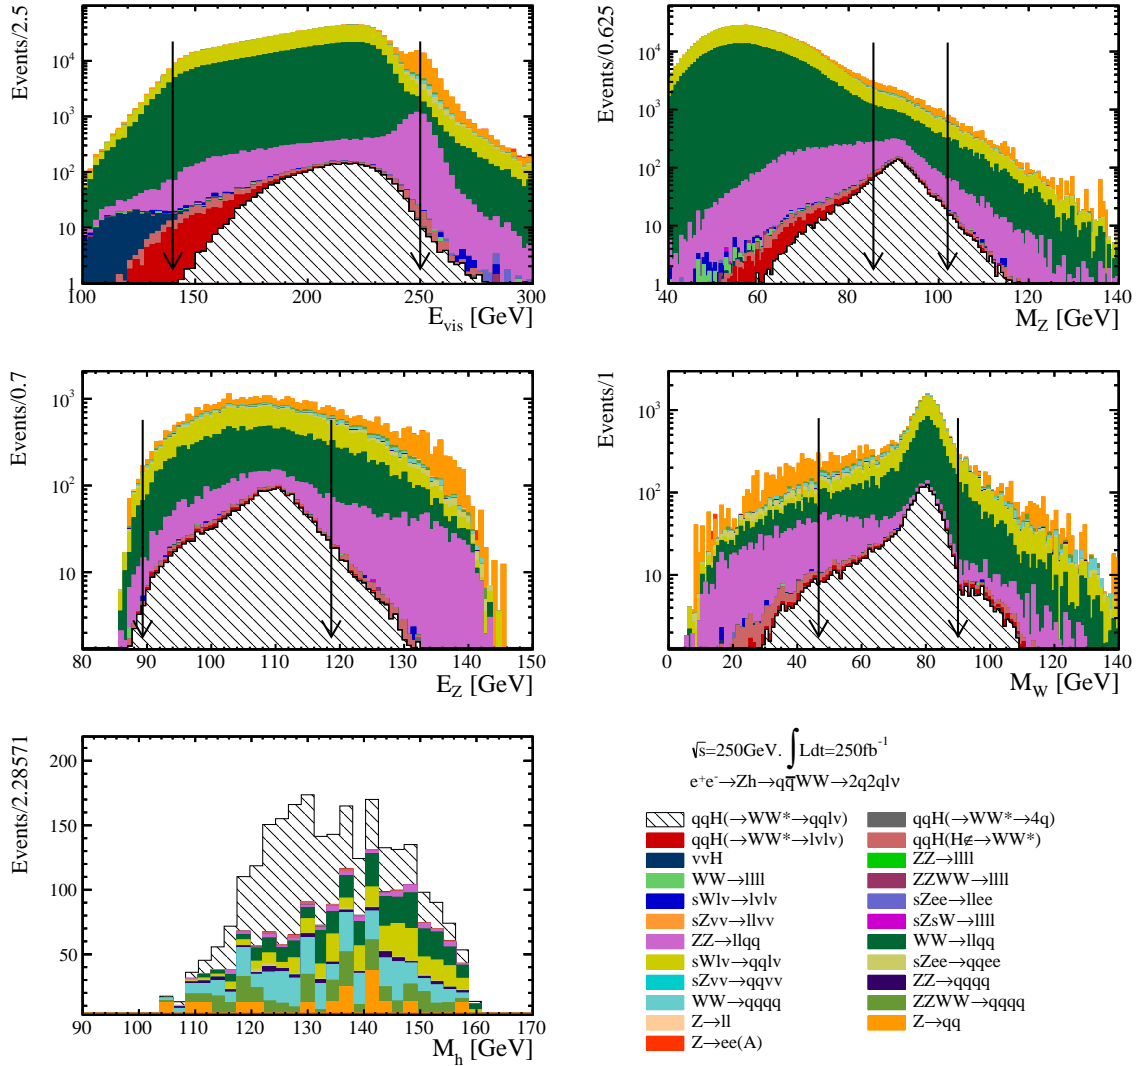 Events/2.5
10⁴
10³
10²
10
1
100 150 200 250 300
E_vis [GeV]
Events/0.625
10⁴
10³
10²
10
1
40 60 80 100 120 140
M_Z [GeV]
Events/0.7
10³
10²
10
80 90 100 110 120 130 140 150
E_Z [GeV]
Events/1
10³
10²
10
0 20 40 60 80 100 120 140
M_W [GeV]
Events/2.28571
200
150
100
50
90 100 110 120 130 140 150 160 170
M_h [GeV]
√s=250GeV. ∫Ldt=250fb⁻¹
e⁺e⁻→Zh→qq̅WW→2q2qlν
qqH(→WW*→qqlν) qqH(→WW*→4q)
qqH(→WW*→lνlν) qqH(H⊄→WW*)
ννH ZZ→llll
WW→llll ZZWW→llll
sWlν→lνlν sZee→llee
sZνν→llνν sZsW→llll
ZZ→llqq WW→llqq
sWlν→qqlν sZee→qqee
sZνν→qqνν ZZ→qqqq
WW→qqqq ZZWW→qqqq
Z→ll Z→qq
Z→ee(A)